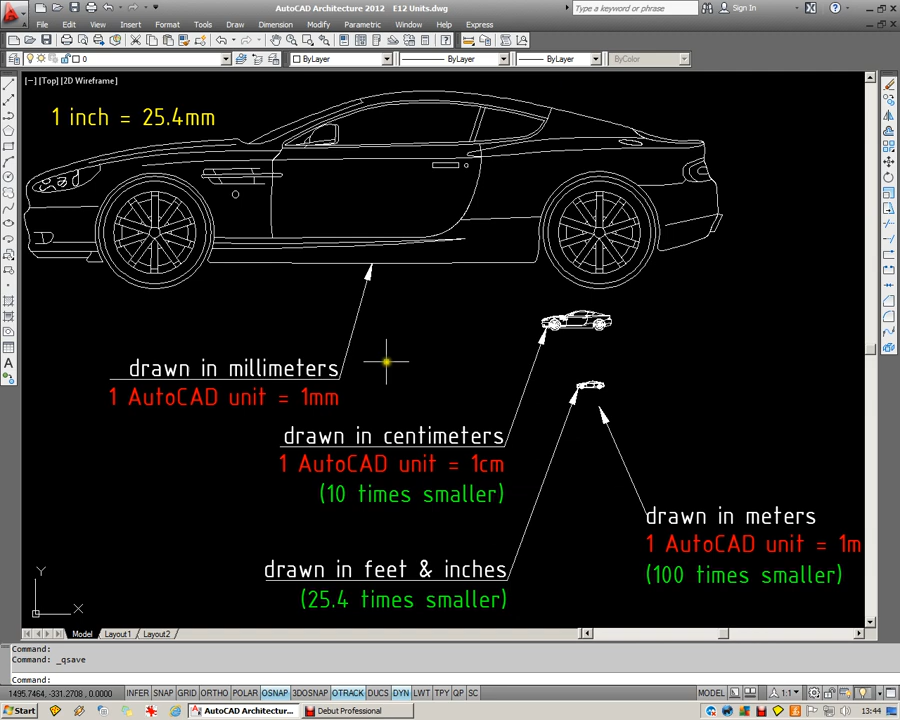 AutoCAD Architecture 2012    E12 Units.dwg
Type a keyword or phrase
Sign In
File Edit View Insert Format Tools Draw Dimension Modify Parametric Window Help Express
0
ByLayer
ByLayer
ByLayer
ByColor
[−] [Top] [2D Wireframe]
1 inch = 25.4mm
drawn in millimeters
1 AutoCAD unit = 1mm
drawn in centimeters
1 AutoCAD unit = 1cm
(10 times smaller)
drawn in meters
1 AutoCAD unit = 1m
(100 times smaller)
drawn in feet & inches
(25.4 times smaller)
Y
X
Model Layout1 Layout2
Command:
Command: _qsave
Command:
1495.7464, -331.2708, 0.0000
INFER SNAP GRID ORTHO POLAR OSNAP 3DOSNAP OTRACK DUCS DYN LWT TPY QP SC
MODEL
1:1
Start
AutoCAD Architectur...
Debut Professional
13:44